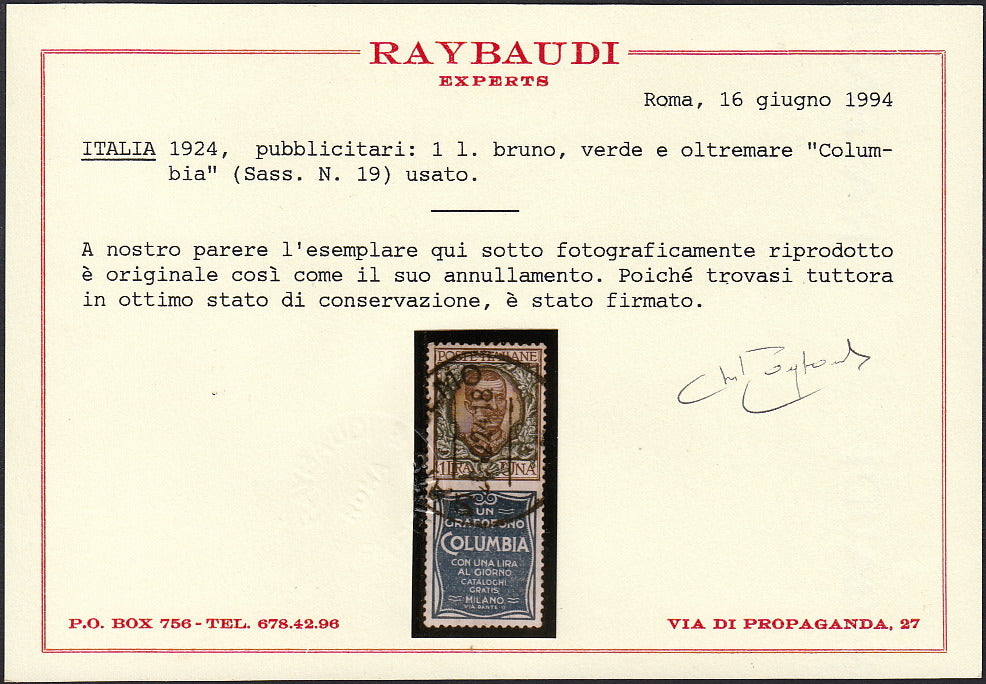 RAYBAUDI
EXPERTS
Roma, 16 giugno 1994
ITALIA 1924, pubblicitari: 1 l. bruno, verde e oltremare "Colum-
bia" (Sass. N. 19) usato.
A nostro parere l'esemplare qui sotto fotograficamente riprodotto
è originale così come il suo annullamento. Poiché trovasi tuttora
in ottimo stato di conservazione, è stato firmato.
POSTE ITALIANE
1 LIRA UNA
UN
GRAFOFONO
COLUMBIA
CON UNA LIRA
AL GIORNO
CATALOGHI
GRATIS
MILANO
VIA DANTE 9
P.O. BOX 756 - TEL. 678.42.96
VIA DI PROPAGANDA, 27